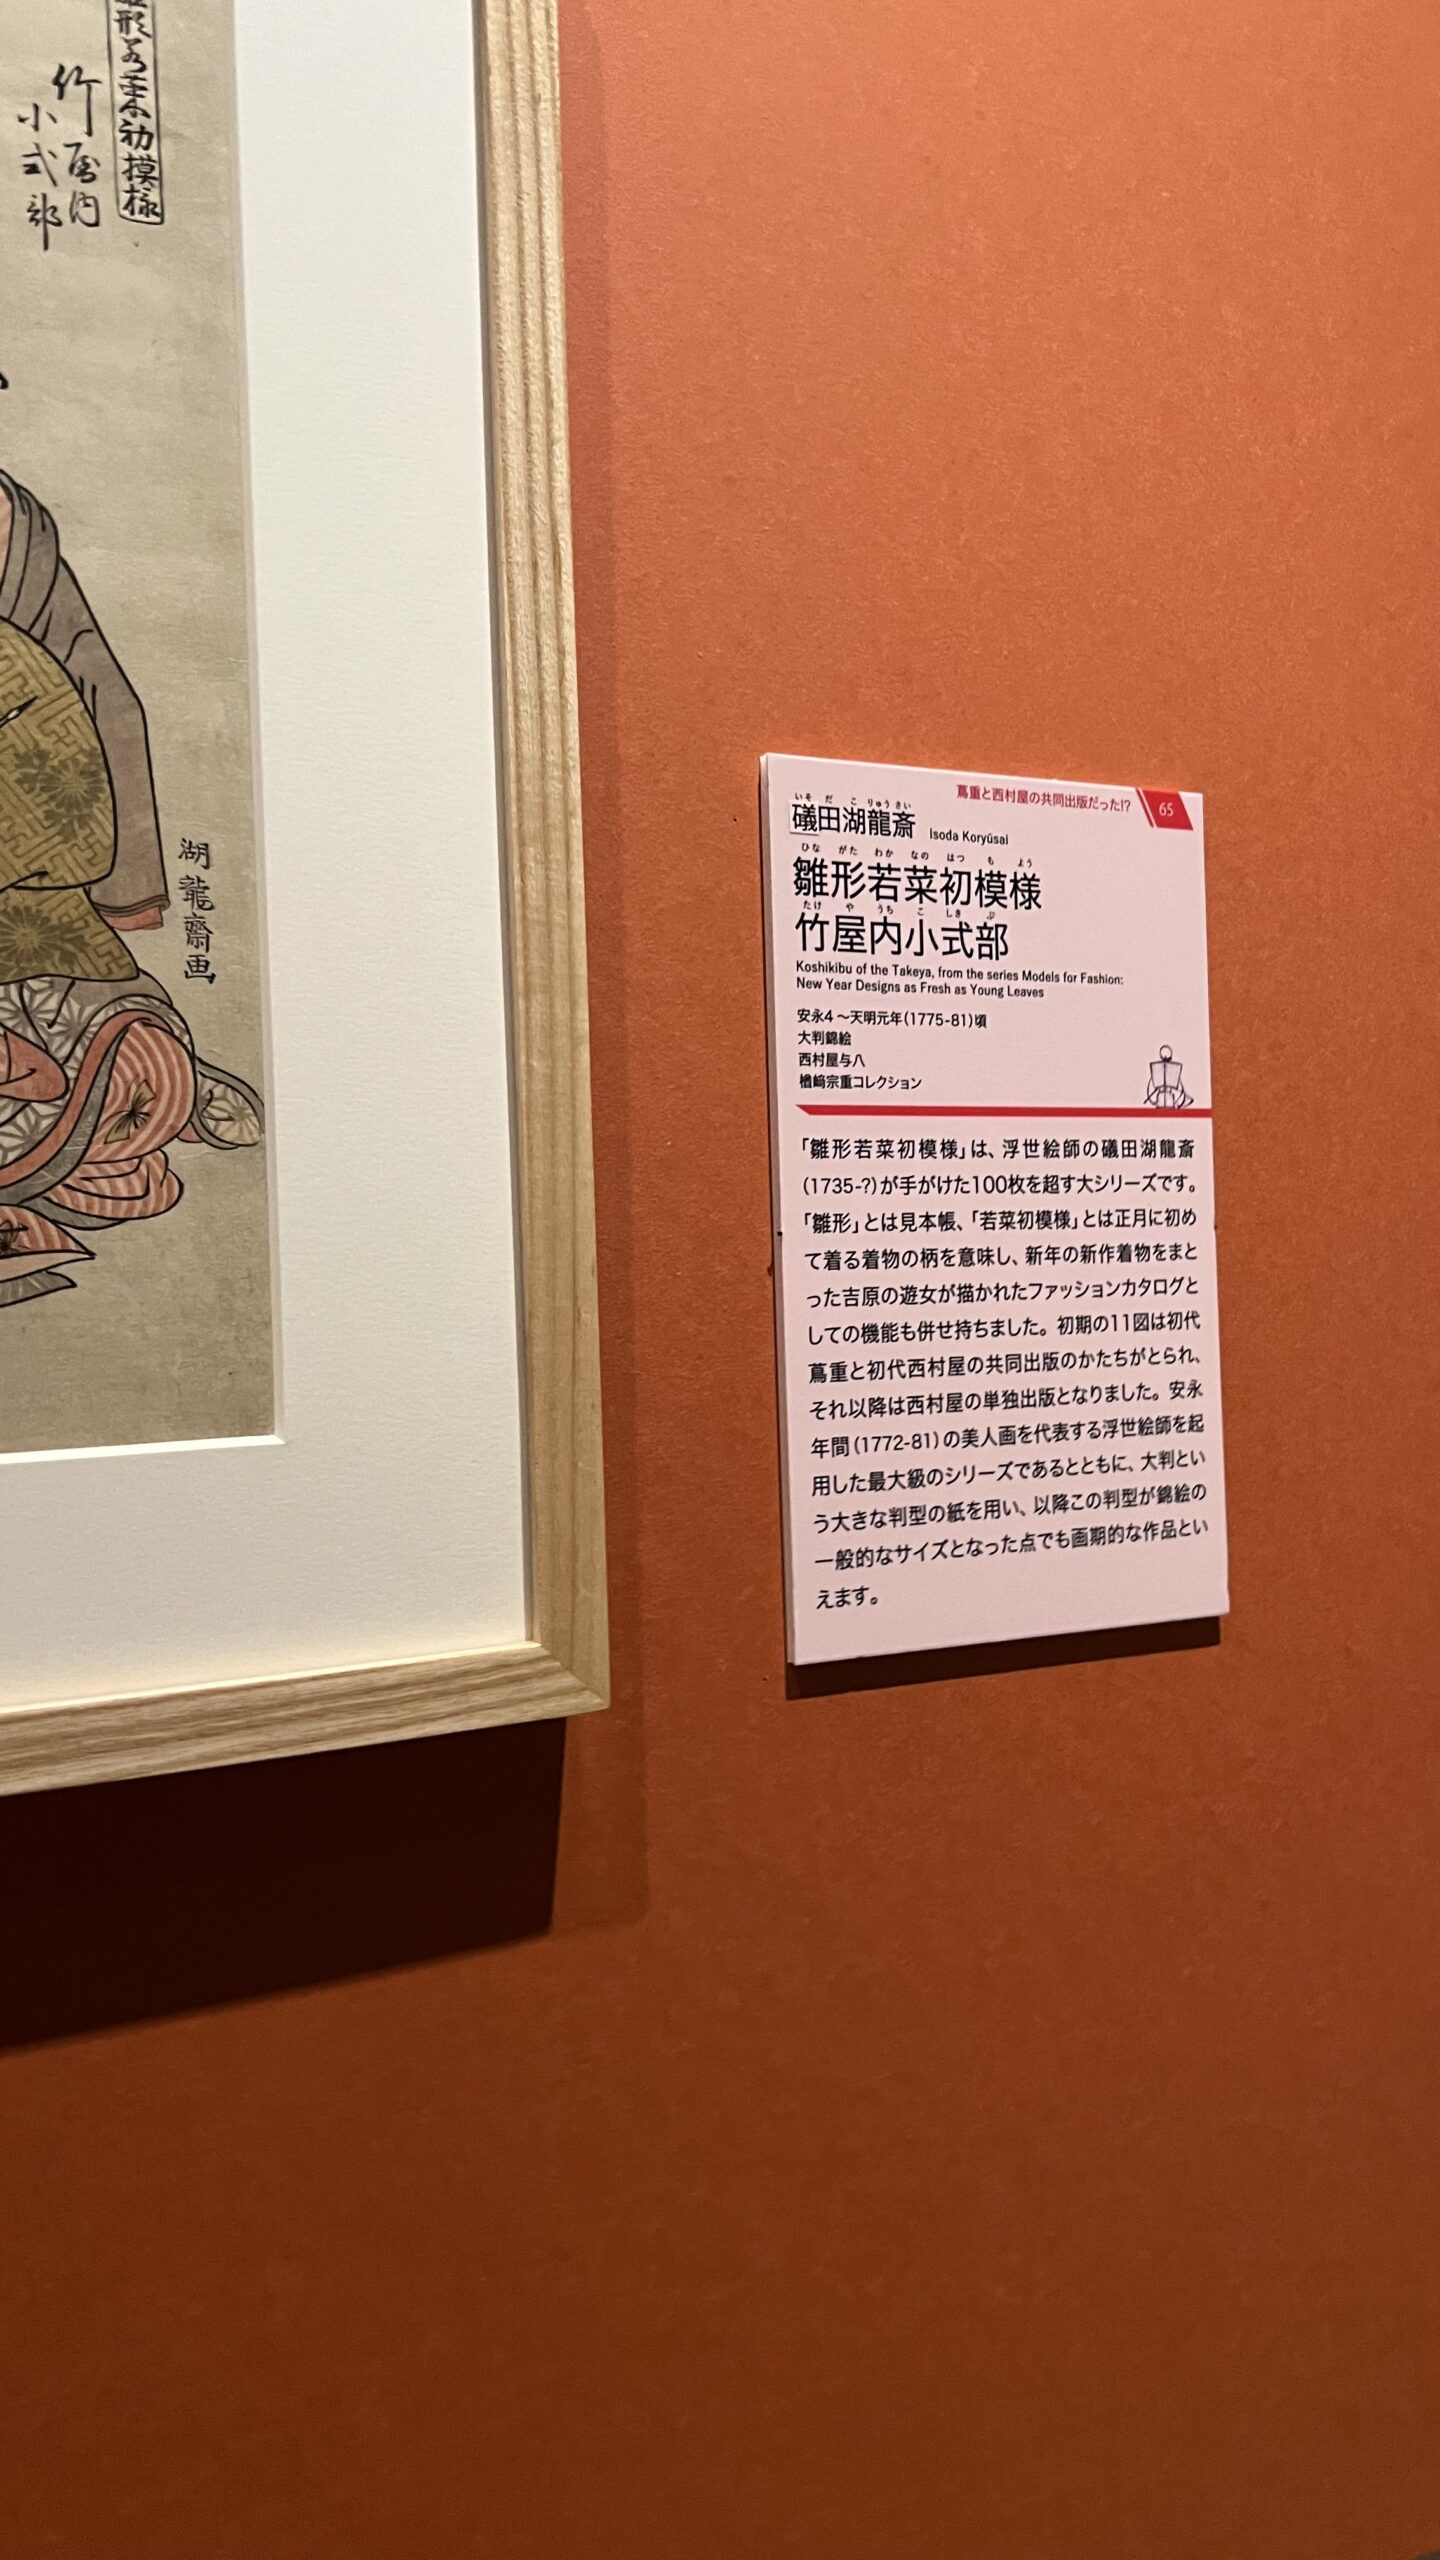 形若菜初模様
竹屋内
小式部
湖龍齋画
蔦重と西村屋の共同出版だった!?
65
いそ だ こ りゅう さい
礒田湖龍斎 Isoda Koryūsai
ひな がた わか なの はつ も よう
雛形若菜初模様
たけ や うち こ しき ぶ
竹屋内小式部
Koshikibu of the Takeya, from the series Models for Fashion:
New Year Designs as Fresh as Young Leaves
安永4～天明元年(1775-81)頃
大判錦絵
西村屋与八
楢﨑宗重コレクション
「雛形若菜初模様」は、浮世絵師の礒田湖龍斎
(1735-?)が手がけた100枚を超す大シリーズです。
「雛形」とは見本帳、「若菜初模様」とは正月に初め
て着る着物の柄を意味し、新年の新作着物をまと
った吉原の遊女が描かれたファッションカタログと
しての機能も併せ持ちました。初期の11図は初代
蔦重と初代西村屋の共同出版のかたちがとられ、
それ以降は西村屋の単独出版となりました。安永
年間(1772-81)の美人画を代表する浮世絵師を起
用した最大級のシリーズであるとともに、大判とい
う大きな判型の紙を用い、以降この判型が錦絵の
一般的なサイズとなった点でも画期的な作品とい
えます。